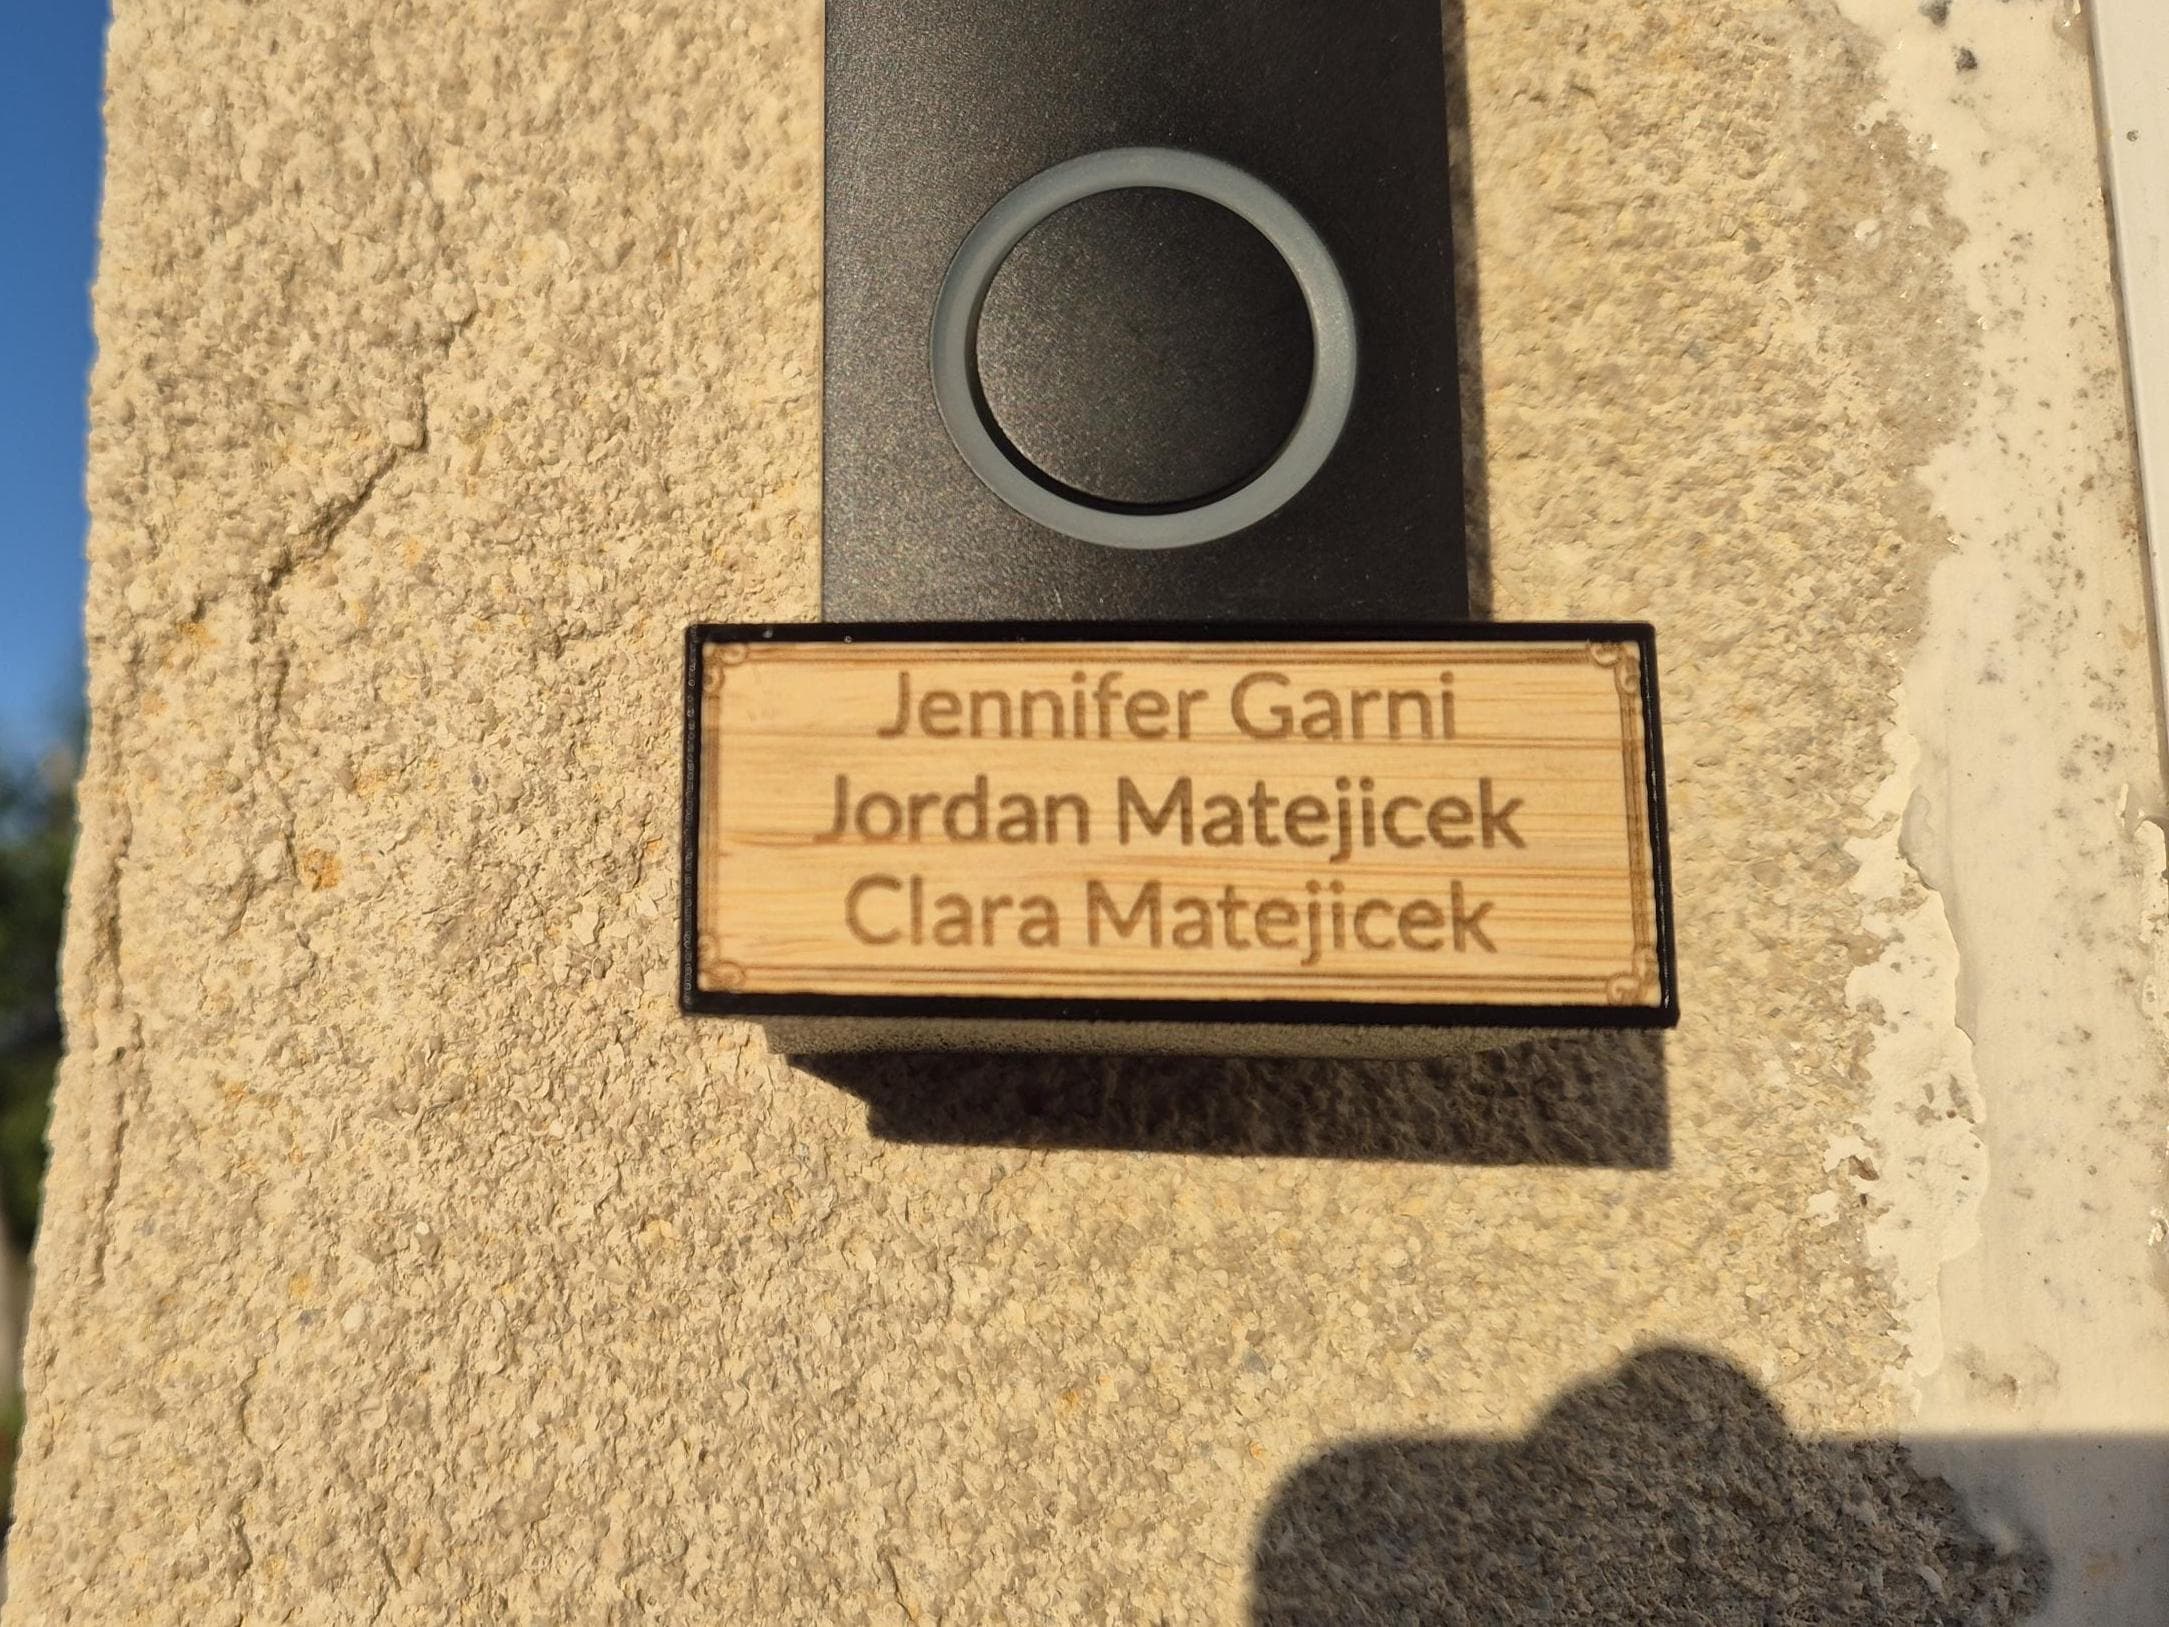 Jennifer Garni
Jordan Matejicek
Clara Matejicek